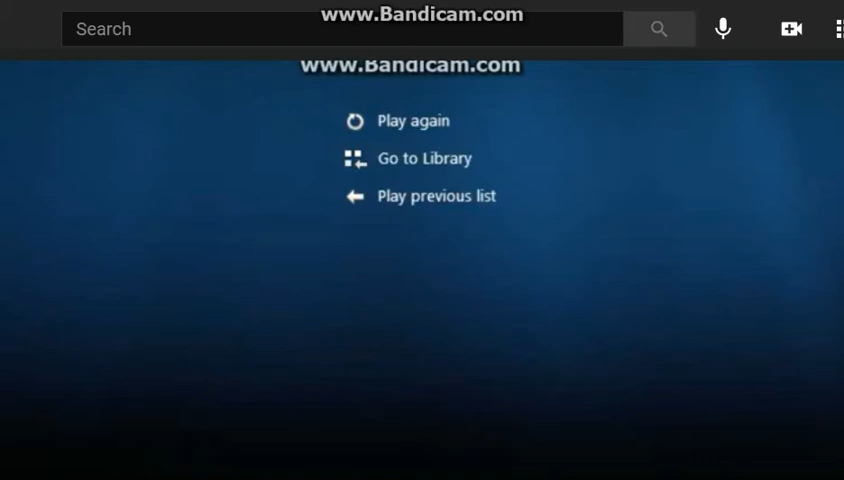 www.Bandicam.com
Search
www.Bandicam.com
Play again
Go to Library
Play previous list